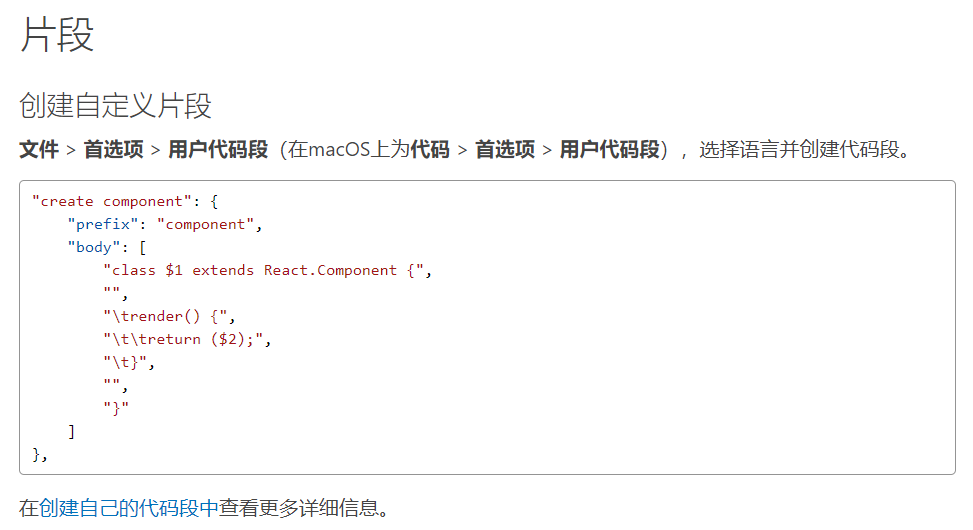 片段
创建自定义片段
文件 > 首选项 > 用户代码段（在macOS上为代码 > 首选项 > 用户代码段），选择语言并创建代码段。
"create component": {
    "prefix": "component",
    "body": [
        "class $1 extends React.Component {",
        "",
        "\trender() {",
        "\t\treturn ($2);",
        "\t}",
        "",
        "}"
    ]
},
在创建自己的代码段中查看更多详细信息。